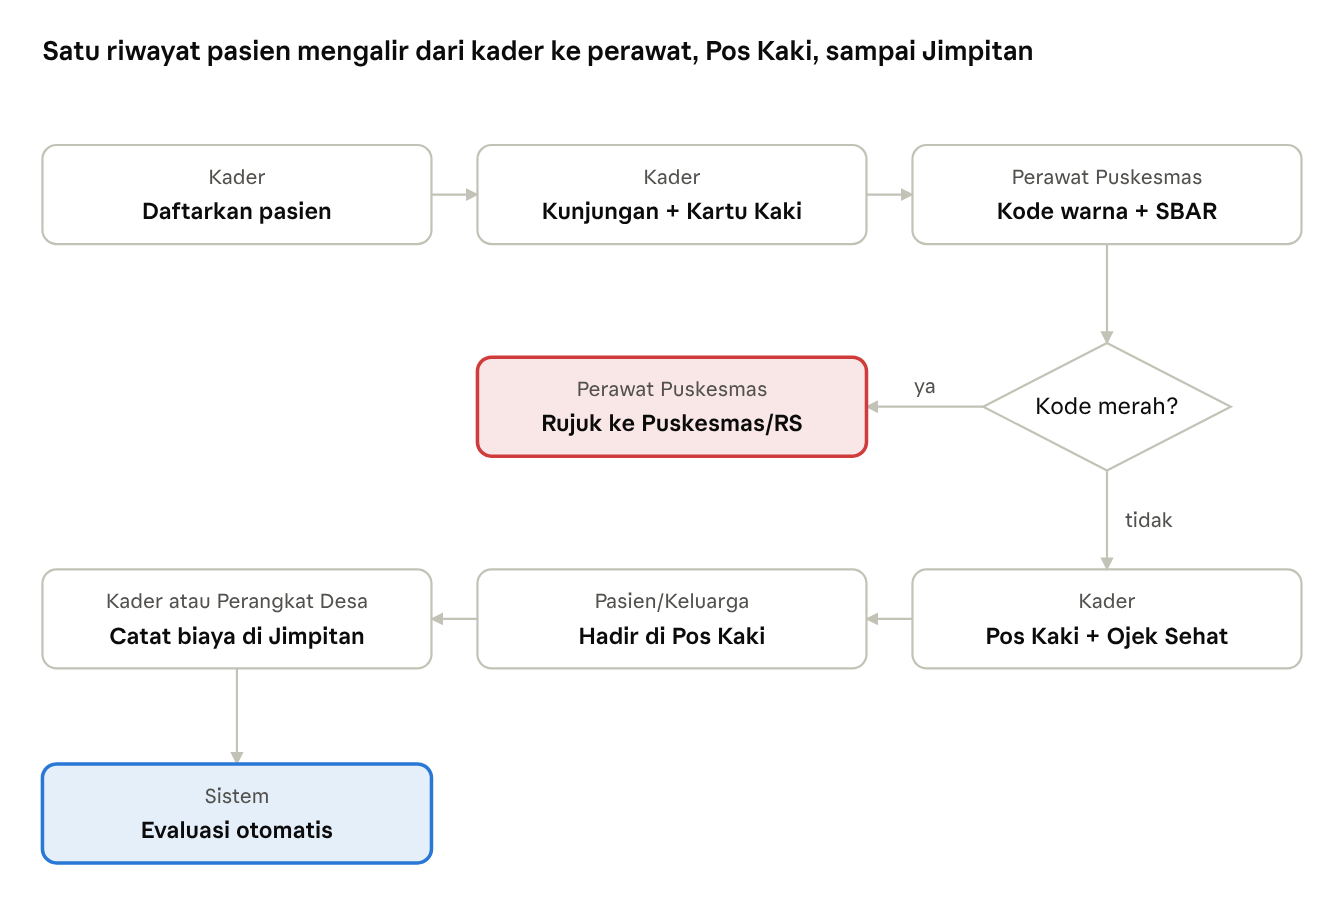 Satu riwayat pasien mengalir dari kader ke perawat, Pos Kaki, sampai Jimpitan
Kader
Daftarkan pasien
Kader
Kunjungan + Kartu Kaki
Perawat Puskesmas
Kode warna + SBAR
Kode merah?
ya
Perawat Puskesmas
Rujuk ke Puskesmas/RS
tidak
Kader
Pos Kaki + Ojek Sehat
Pasien/Keluarga
Hadir di Pos Kaki
Kader atau Perangkat Desa
Catat biaya di Jimpitan
Sistem
Evaluasi otomatis